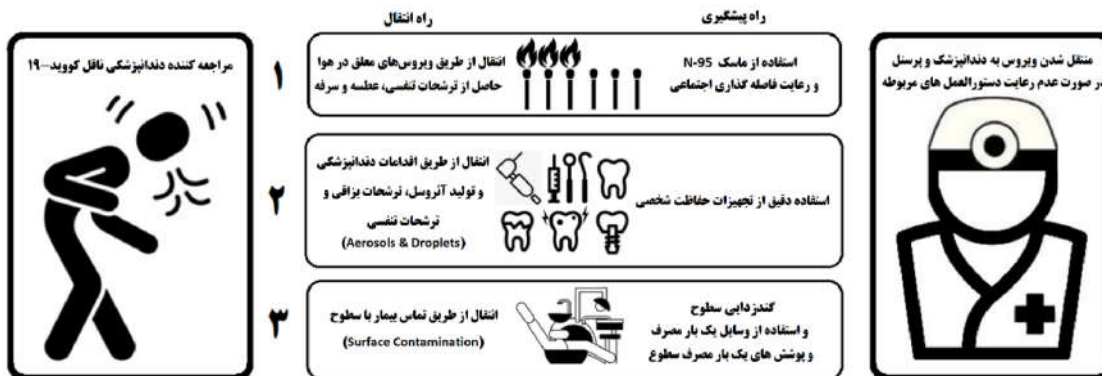 راه پیشگیری
راه انتقال
منتقل شدن ویروس به دندانپزشک و پرسنل
در صورت عدم رعایت دستورالعمل های مربوطه
مراجعه کننده دندانپزشکی ناقل کووید-۱۹
۱
استفاده از ماسک N-95
و رعایت فاصله گذاری اجتماعی
انتقال از طریق ویروس‌های معلق در هوا
حاصل از ترشحات تنفسی، عطسه و سرفه
۲
استفاده دقیق از تجهیزات حفاظت شخصی
انتقال از طریق اقدامات دندانپزشکی
و تولید آئروسل، ترشحات بزاقی و
ترشحات تنفسی
(Aerosols & Droplets)
۳
گندزدایی سطوح
و استفاده از وسایل یک بار مصرف
و پوشش های یک بار مصرف سطوع
انتقال از طریق تماس بیمار با سطوح
(Surface Contamination)